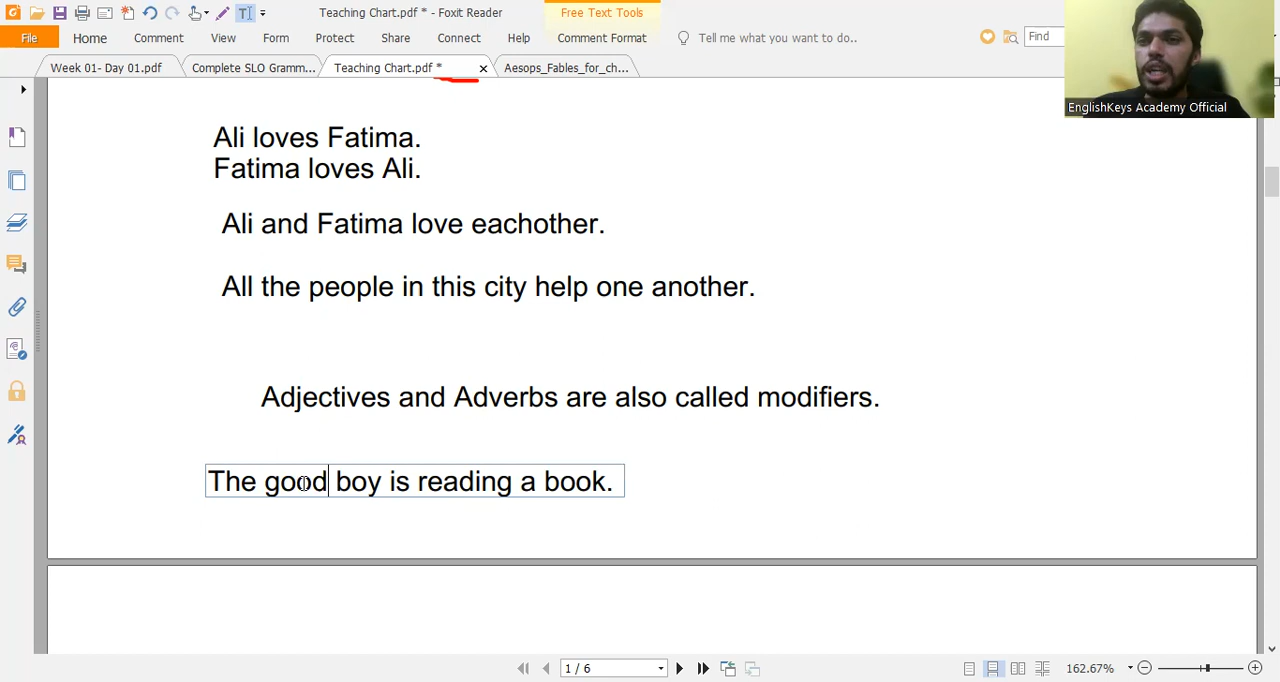 Teaching Chart.pdf * - Foxit Reader
Free Text Tools
File Home Comment View Form Protect Share Connect Help Comment Format Tell me what you want to do.. Find
Week 01- Day 01.pdf Complete SLO Gramm... Teaching Chart.pdf * Aesops_Fables_for_ch...
EnglishKeys Academy Official
Ali loves Fatima.
Fatima loves Ali.
Ali and Fatima love eachother.
All the people in this city help one another.
Adjectives and Adverbs are also called modifiers.
The good boy is reading a book.
1 / 6
162.67%